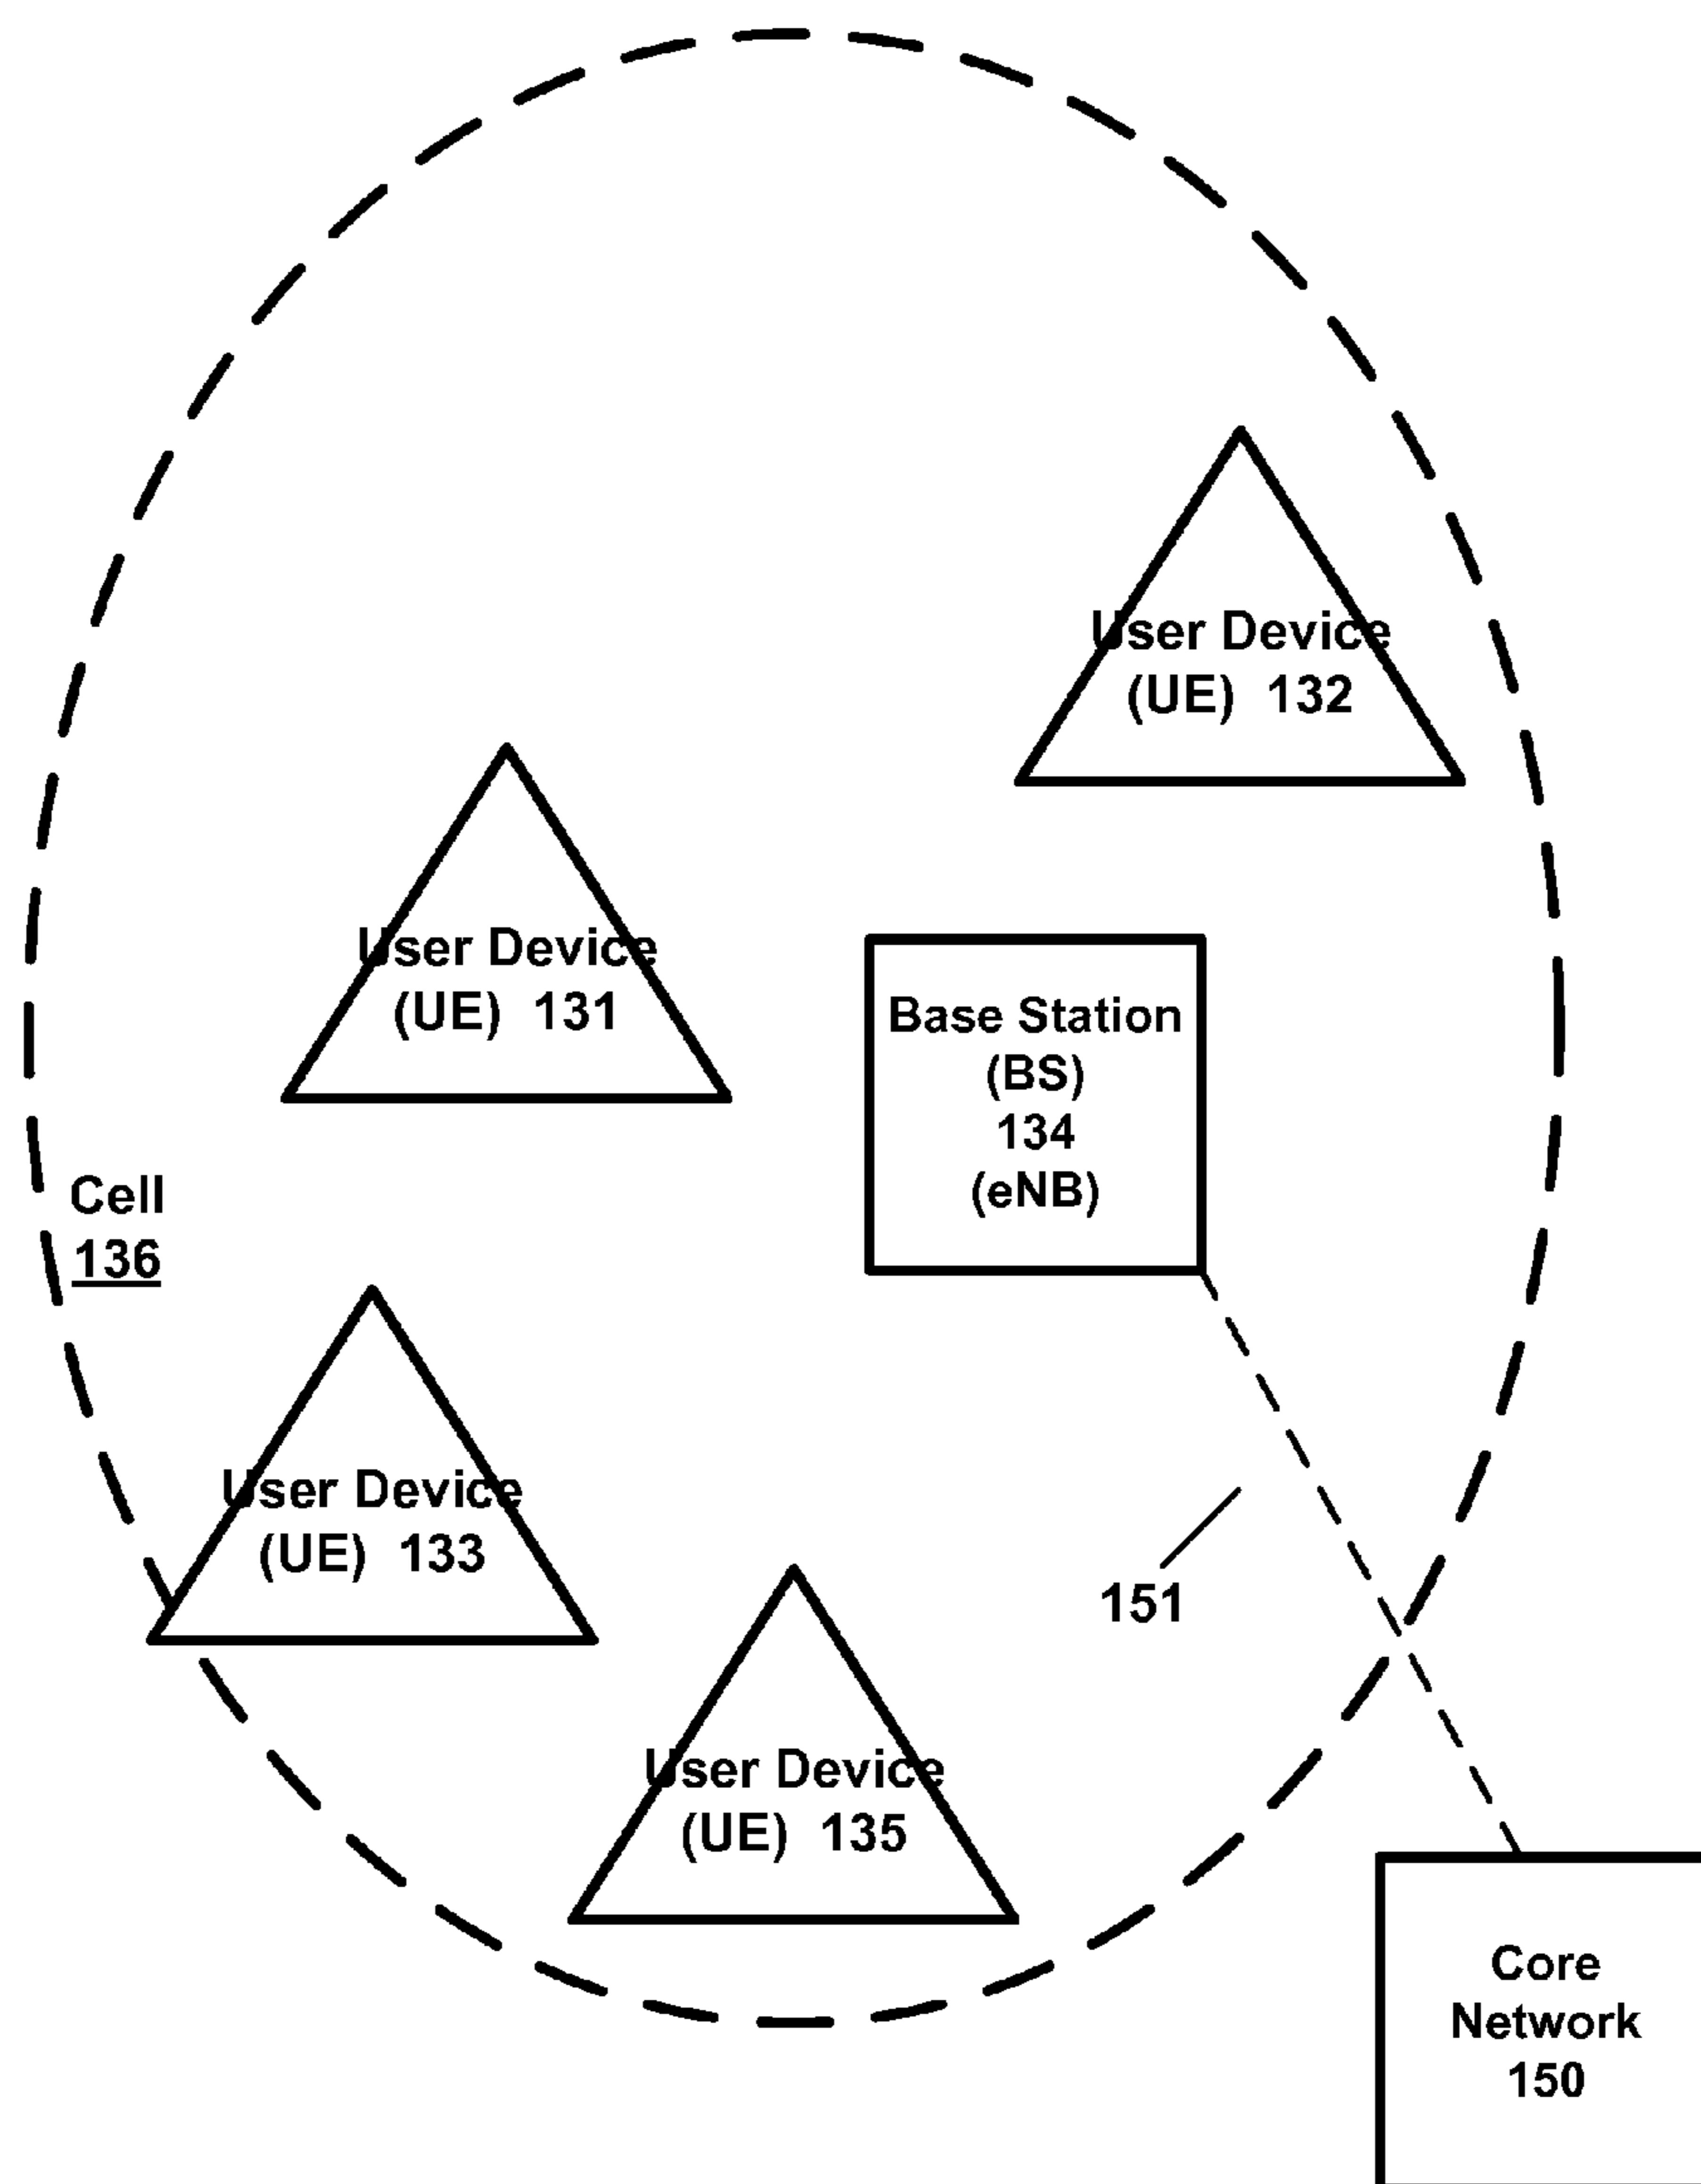 User Device
(UE) 132
User Device
(UE) 131
Base Station
(BS)
134
(eNB)
Cell
136
User Device
(UE) 133
151
User Device
(UE) 135
Core
Network
150